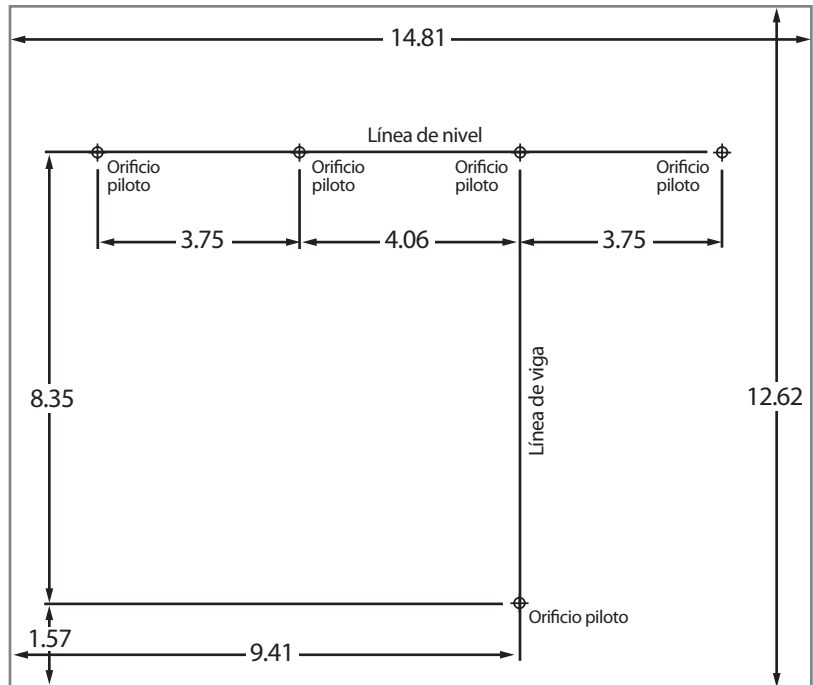 14.81
Línea de nivel
Orificio
piloto
Orificio
piloto
Orificio
piloto
Orificio
piloto
3.75
4.06
3.75
8.35
Línea de viga
12.62
Orificio piloto
1.57
9.41